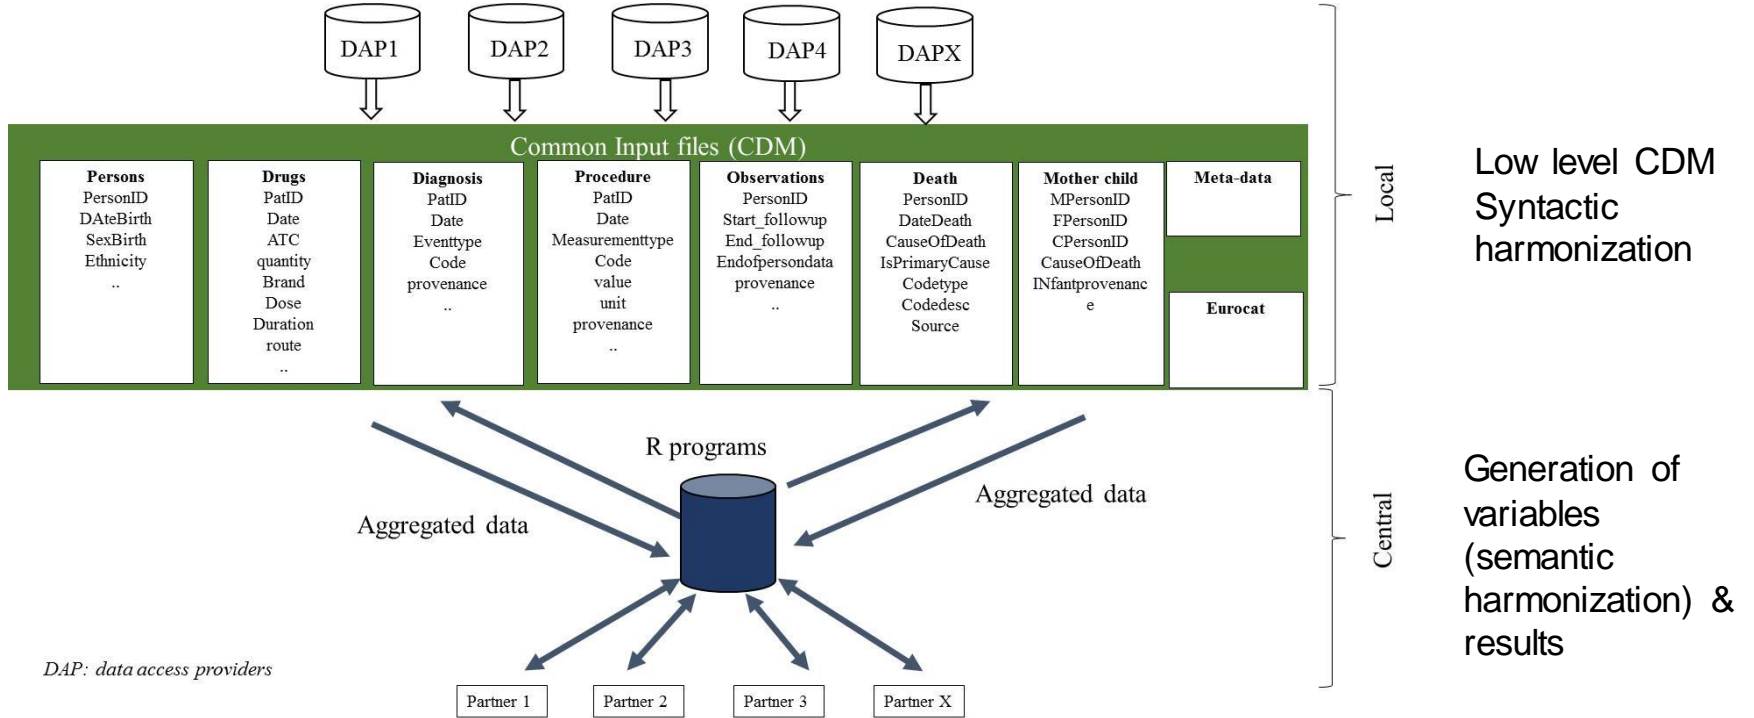 DAP1
DAP2
DAP3
DAP4
DAPX
Common Input files (CDM)
Persons
PersonID
DAteBirth
SexBirth
Ethnicity
..
Drugs
PatID
Date
ATC
quantity
Brand
Dose
Duration
route
..
Diagnosis
PatID
Date
Eventtype
Code
provenance
..
Procedure
PatID
Date
Measurementtype
Code
value
unit
provenance
..
Observations
PersonID
Start_followup
End_followup
Endofpersondata
provenance
..
Death
PersonID
DateDeath
CauseOfDeath
IsPrimaryCause
Codetype
Codedesc
Source
Mother child
MPersonID
FPersonID
CPersonID
CauseOfDeath
INfantprovenanc
e
Meta-data
Eurocat
Local
Low level CDM
Syntactic
harmonization
R programs
Aggregated data
Aggregated data
Central
Generation of
variables
(semantic
harmonization) &
results
DAP: data access providers
Partner 1
Partner 2
Partner 3
Partner X